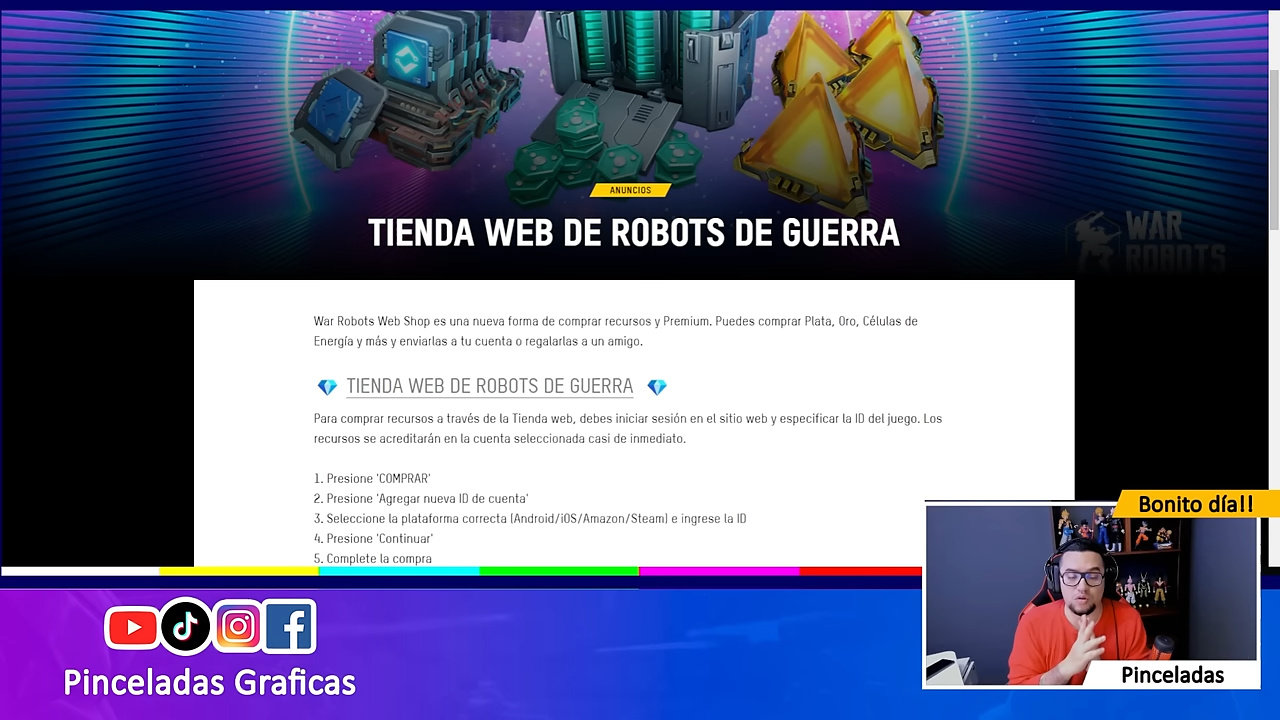 ANUNCIOS
TIENDA WEB DE ROBOTS DE GUERRA
WAR
ROBOTS
War Robots Web Shop es una nueva forma de comprar recursos y Premium. Puedes comprar Plata, Oro, Células de
Energía y más y enviarlas a tu cuenta o regalarlas a un amigo.
TIENDA WEB DE ROBOTS DE GUERRA
Para comprar recursos a través de la Tienda web, debes iniciar sesión en el sitio web y especificar la ID del juego. Los
recursos se acreditarán en la cuenta seleccionada casi de inmediato.
1. Presione 'COMPRAR'
2. Presione 'Agregar nueva ID de cuenta'
3. Seleccione la plataforma correcta (Android/iOS/Amazon/Steam) e ingrese la ID
4. Presione 'Continuar'
5. Complete la compra
Bonito día!!
Pinceladas
Pinceladas Graficas